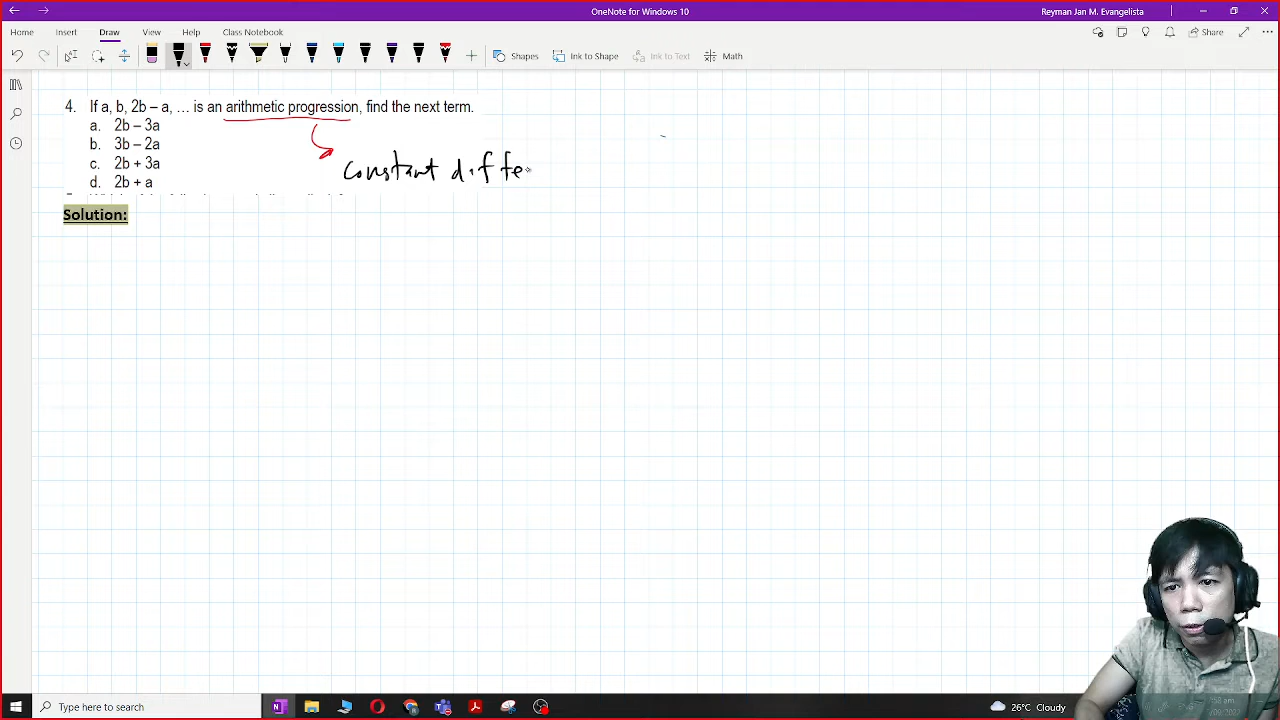 OneNote for Windows 10
Reyman Jan M. Evangelista
Home Insert Draw View Help Class Notebook
Share
Shapes Ink to Shape Ink to Text Math
4. If a, b, 2b – a, … is an arithmetic progression, find the next term.
a. 2b – 3a
b. 3b – 2a
c. 2b + 3a
d. 2b + a
constant diffe
Solution:
Type here to search
26°C Cloudy